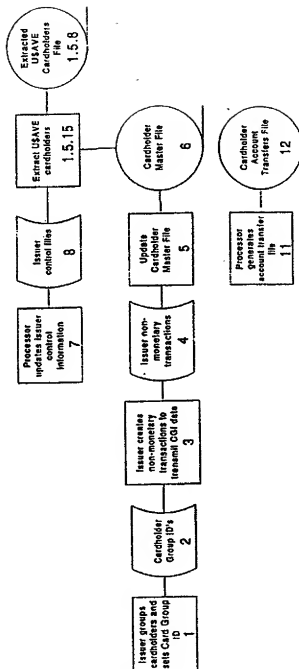 Extracted
U$AVE
Cardholders
File
1.5.8
Extract U$AVE
cardholders
1.5.15
Issuer
control files
8
Processor
updates issuer
control
information
7
Cardholder
Master File
6
Update
Cardholder
Master File
5
Issuer non-
monetary
transactions
4
Issuer creates
non-monetary
transactions to
transmit CGI data
3
Cardholder
Group ID's
2
Issuer groups
cardholders and
sets Card Group
ID
1
Cardholder
Account
Transfers File
12
Processor
generates
account transfer
file
11